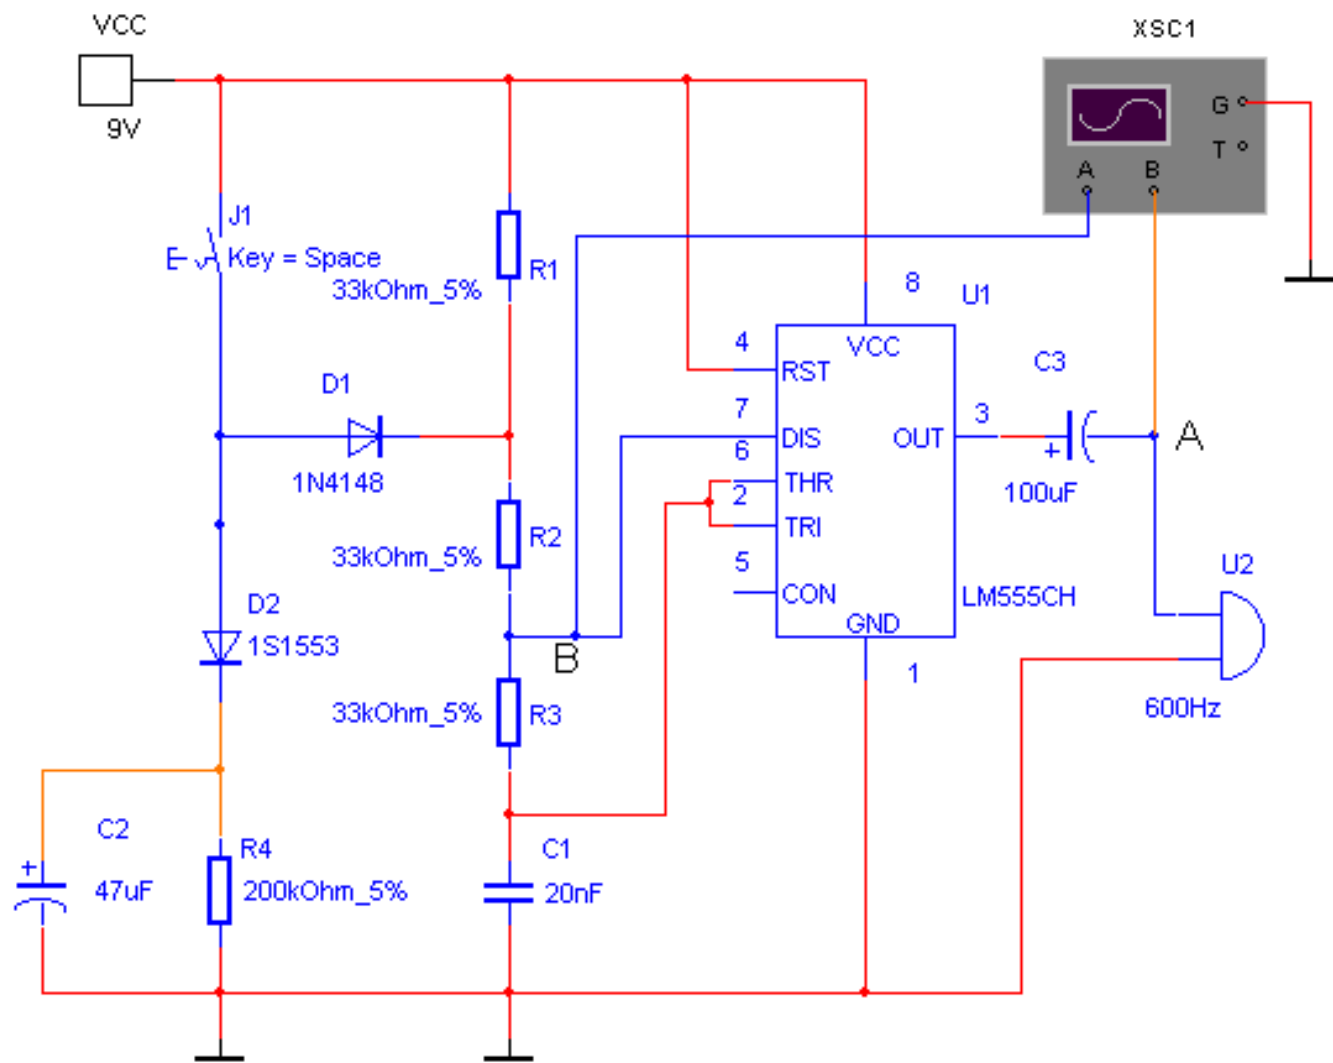 VCC
9V
XSC1
G
T
A
B
J1
Key = Space
R1
33kOhm_5%
8
U1
4
VCC
RST
C3
D1
7
3
A
DIS
OUT
6
1N4148
THR
2
100uF
TRI
R2
33kOhm_5%
5
U2
CON
LM555CH
D2
GND
1S1553
B
1
33kOhm_5%
R3
600Hz
C2
R4
C1
47uF
200kOhm_5%
20nF